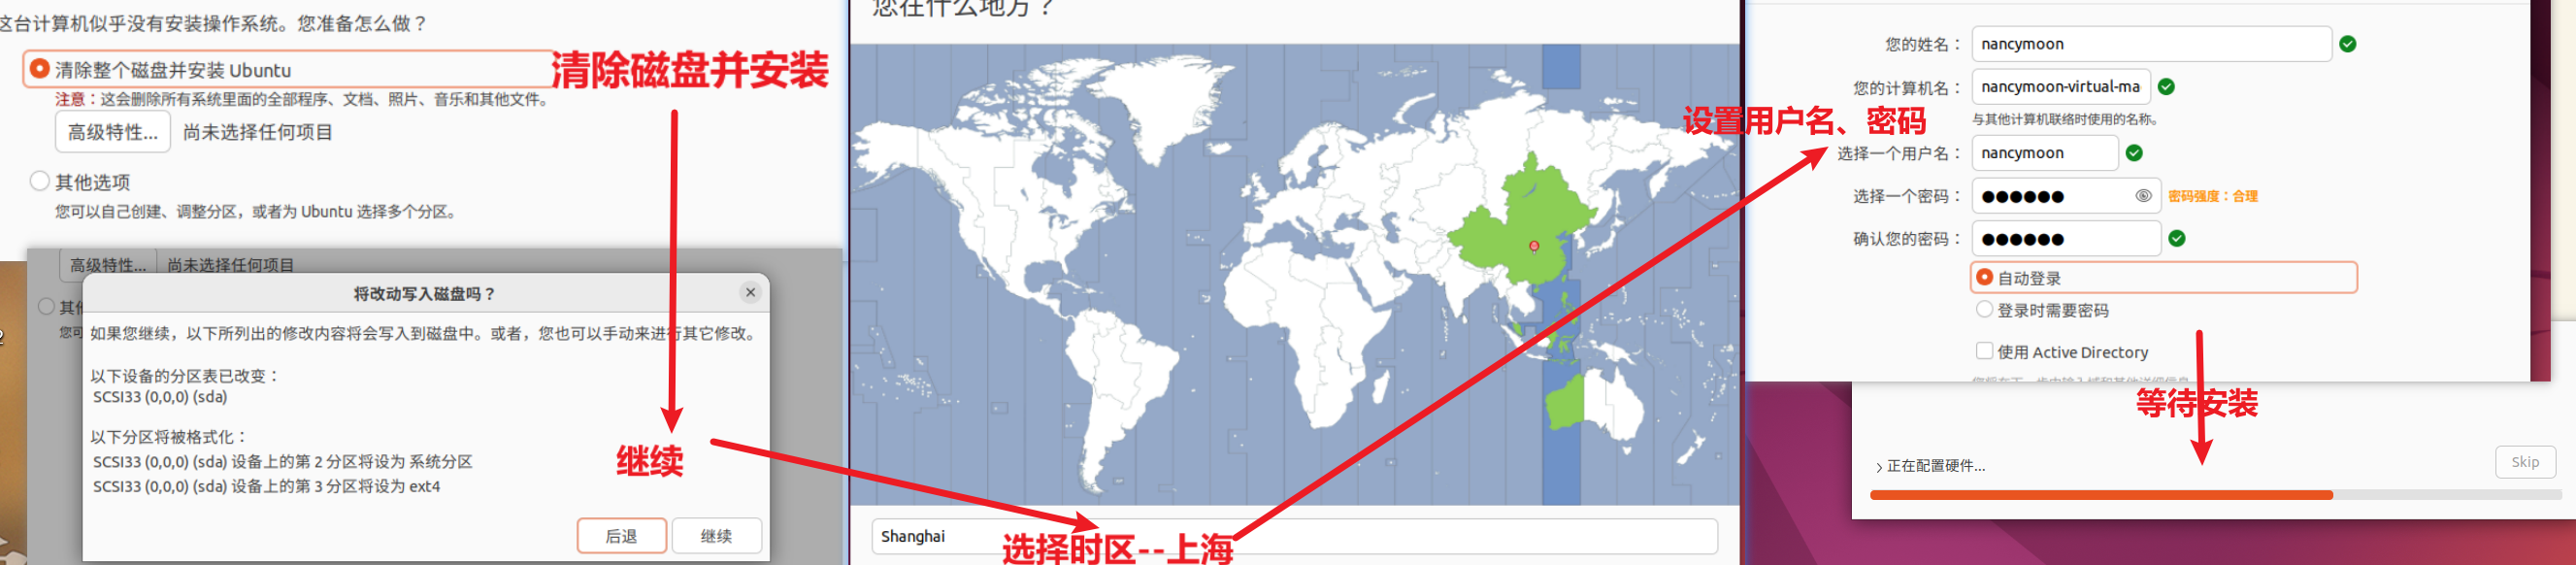 这台计算机似乎没有安装操作系统。您准备怎么做？
清除整个磁盘并安装 Ubuntu
清除磁盘并安装
注意：这会删除所有系统里面的全部程序、文档、照片、音乐和其他文件。
高级特性... 尚未选择任何项目
其他选项
您可以自己创建、调整分区，或者为 Ubuntu 选择多个分区。
高级特性... 尚未选择任何项目
将改动写入磁盘吗？
如果您继续，以下所列出的修改内容将会写入到磁盘中。或者，您也可以手动来进行其它修改。
以下设备的分区表已改变：
SCSI33 (0,0,0) (sda)
以下分区将被格式化：
SCSI33 (0,0,0) (sda) 设备上的第 2 分区将设为 系统分区
SCSI33 (0,0,0) (sda) 设备上的第 3 分区将设为 ext4
继续
后退 继续
您在什么地方？
Shanghai
选择时区--上海
您的姓名： nancymoon
您的计算机名： nancymoon-virtual-ma
与其他计算机联络时使用的名称。
设置用户名、密码
选择一个用户名： nancymoon
选择一个密码： ●●●●●● 密码强度：合理
确认您的密码： ●●●●●●
自动登录
登录时需要密码
使用 Active Directory
等待安装
正在配置硬件...
Skip